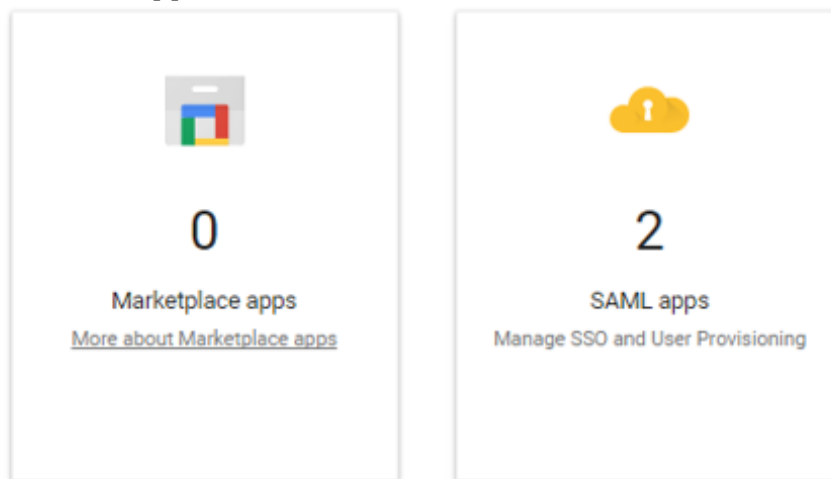 0
Marketplace apps
More about Marketplace apps
2
SAML apps
Manage SSO and User Provisioning